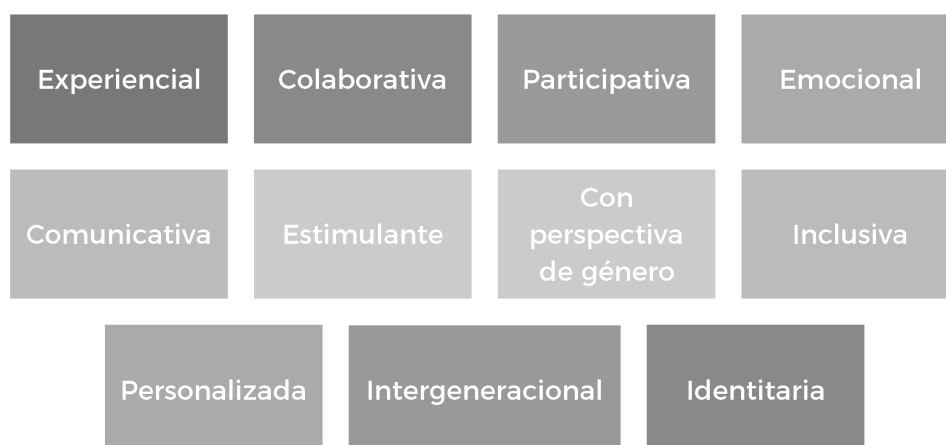 Experiencial
Colaborativa
Participativa
Emocional
Comunicativa
Estimulante
Con
perspectiva
de género
Inclusiva
Personalizada
Intergeneracional
Identitaria